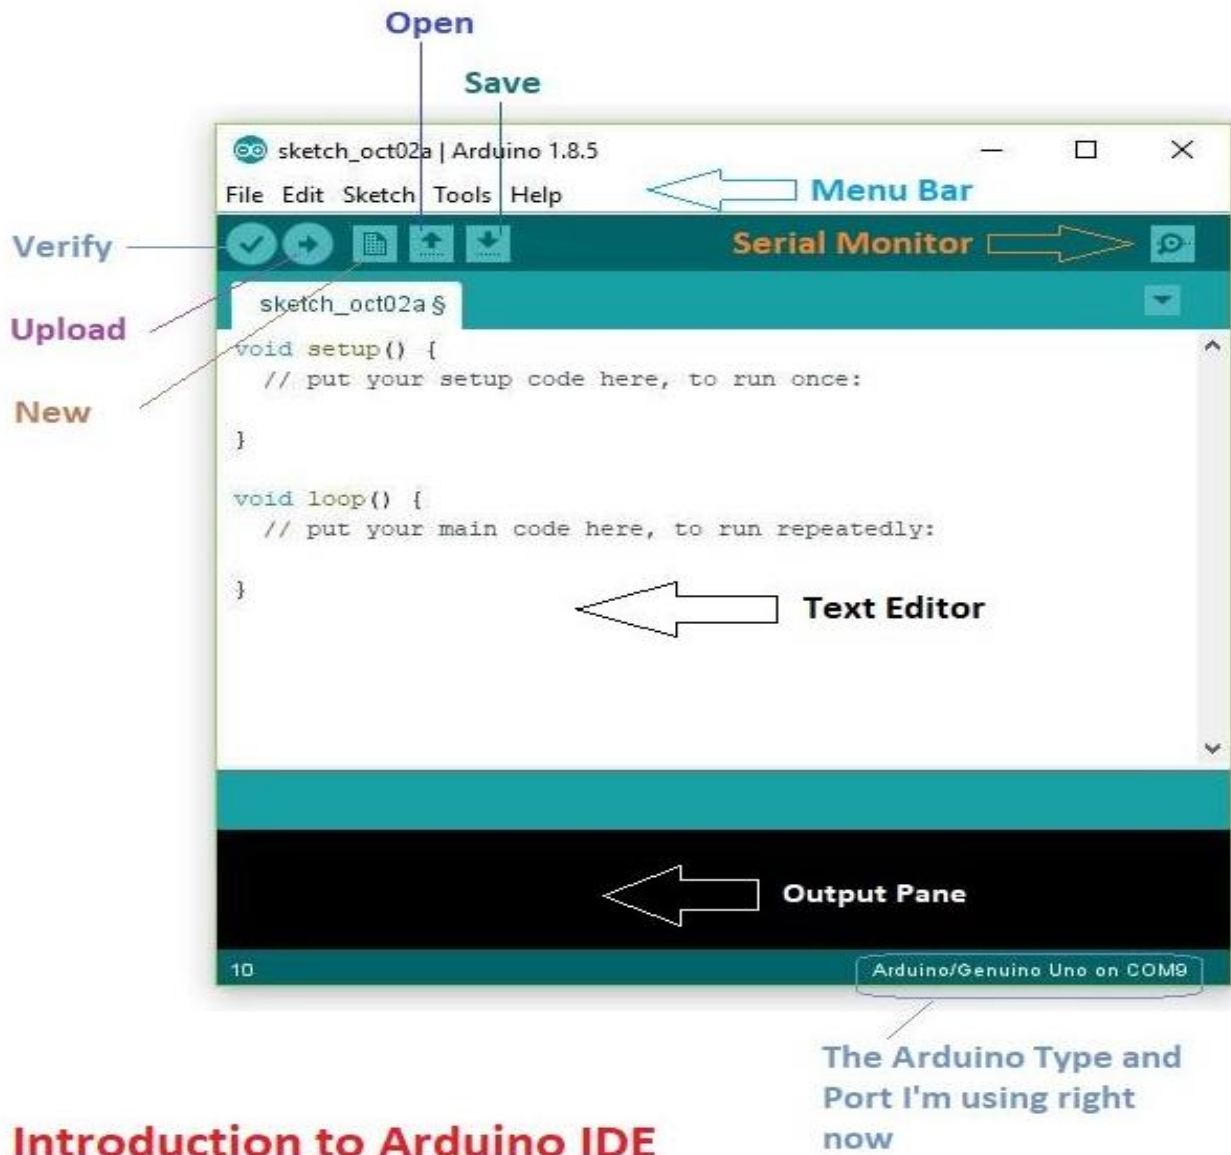 Open
Save
sketch_oct02a | Arduino 1.8.5
File Edit Sketch Tools Help
Menu Bar
Verify
Serial Monitor
sketch_oct02a §
Upload
void setup() {
// put your setup code here, to run once:
New
}
void loop() {
// put your main code here, to run repeatedly:
}
Text Editor
Output Pane
10
Arduino/Genuino Uno on COM9
The Arduino Type and
Port I'm using right
now
Introduction to Arduino IDE